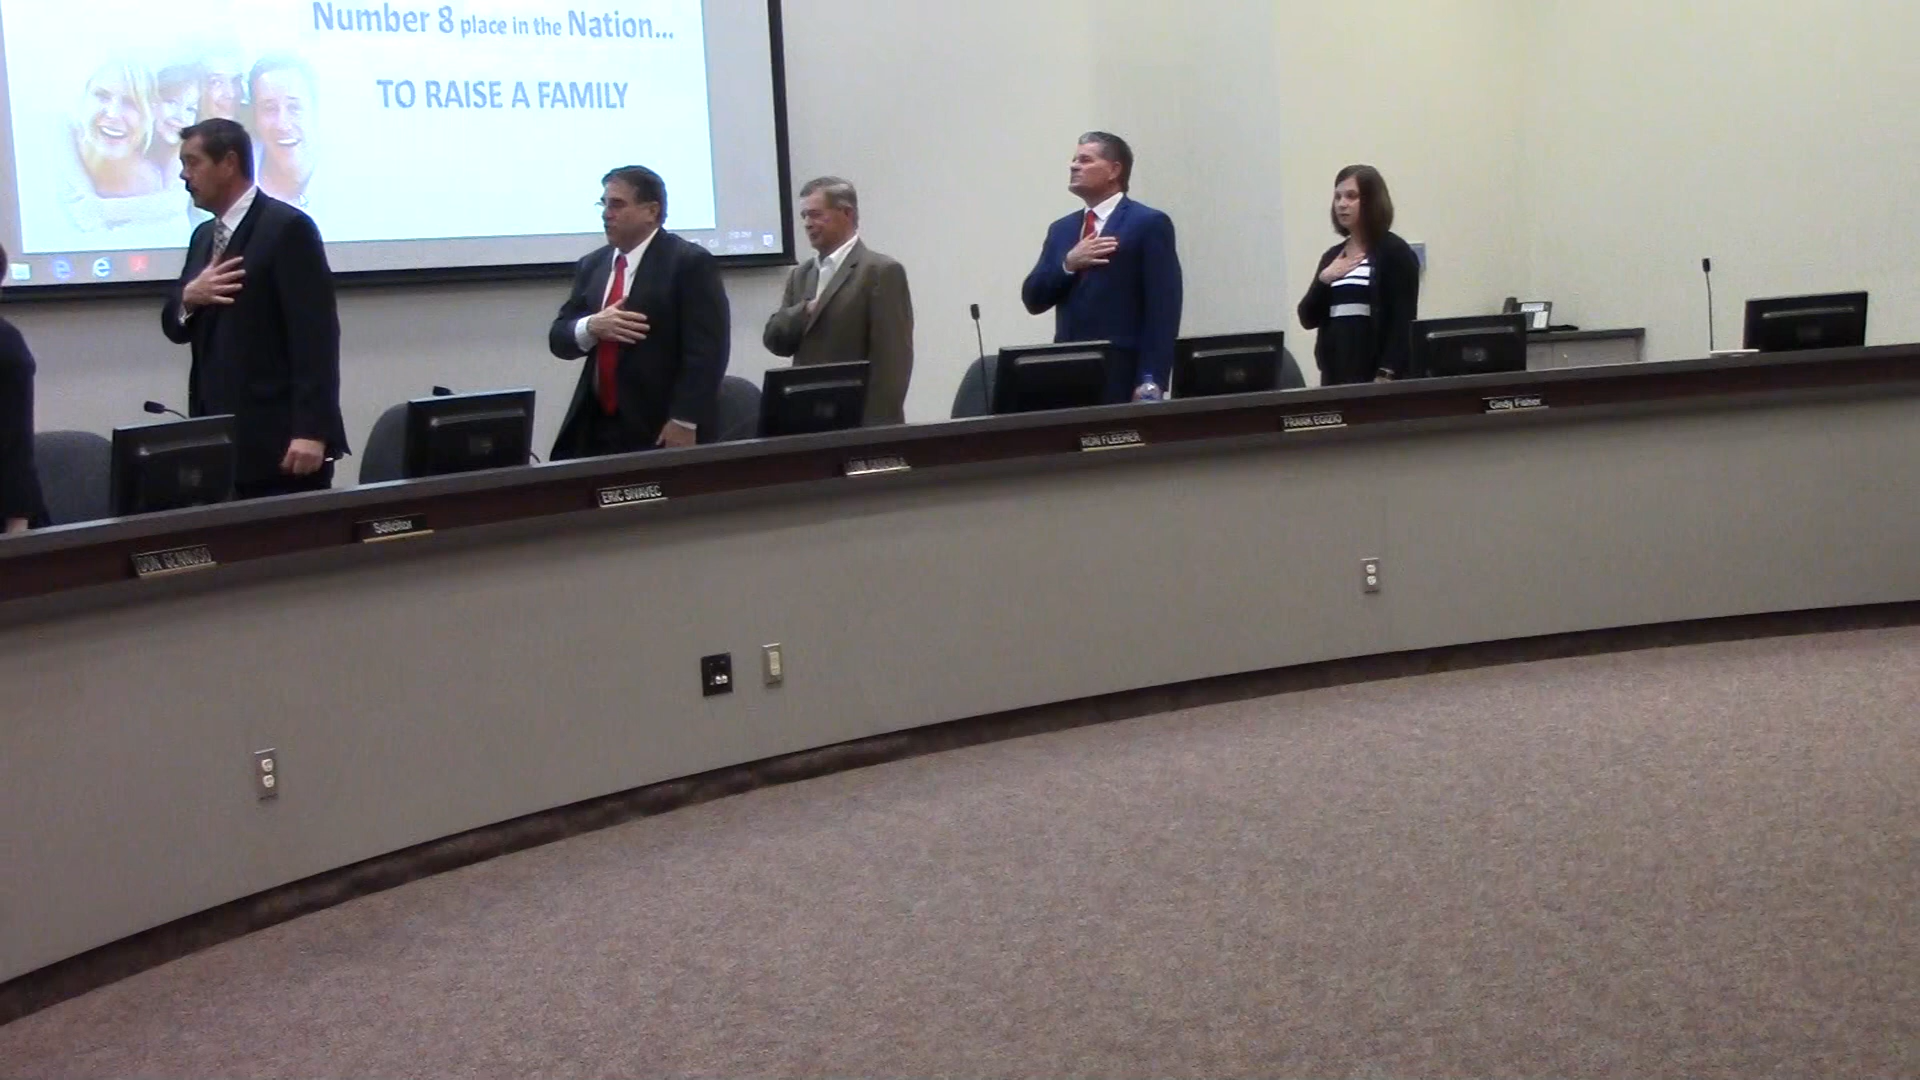 Number 8 place in the Nation...
TO RAISE A FAMILY
DON GENNUSO
Solicitor
ERIC SIVAVEC
RON FLEEHER
FRANK EGIZIO
Cindy Fisher